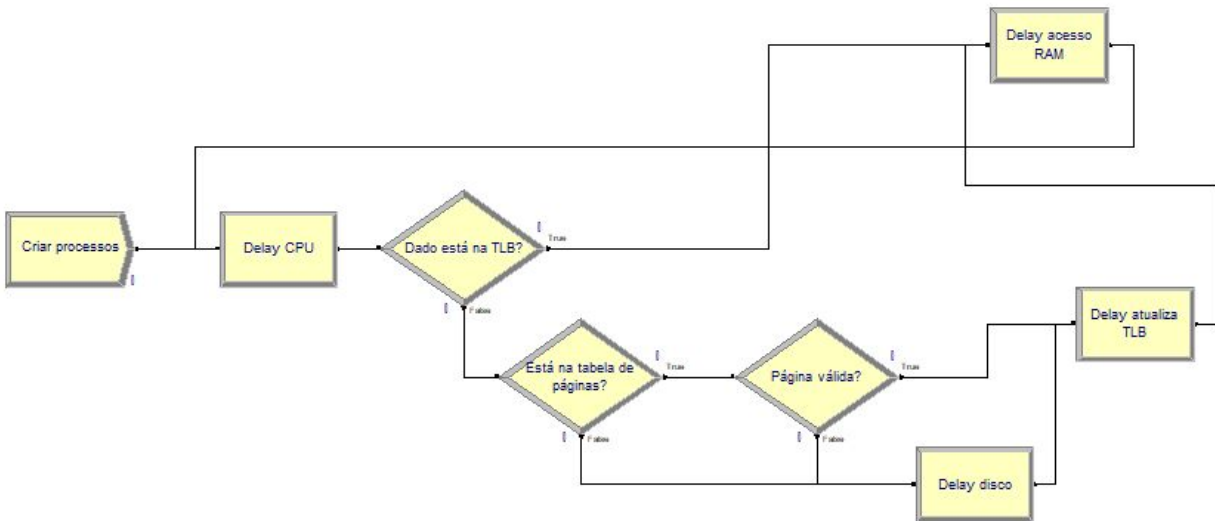 Delay acesso
RAM
Criar processos
Delay CPU
Dado está na TLB?
True
False
Está na tabela de
páginas?
True
False
Página válida?
True
False
Delay atualiza
TLB
Delay disco